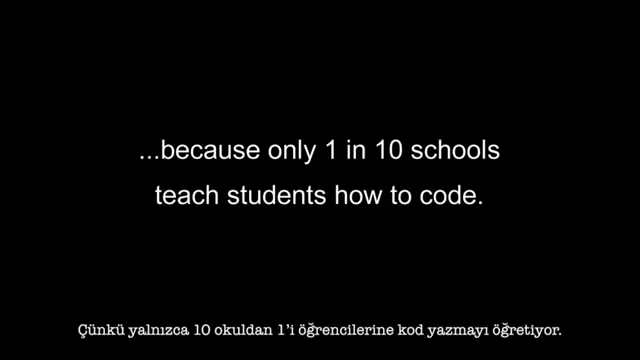 ...because only 1 in 10 schools
teach students how to code.
Çünkü yalnızca 10 okuldan 1'i öğrencilerine kod yazmayı öğretiyor.